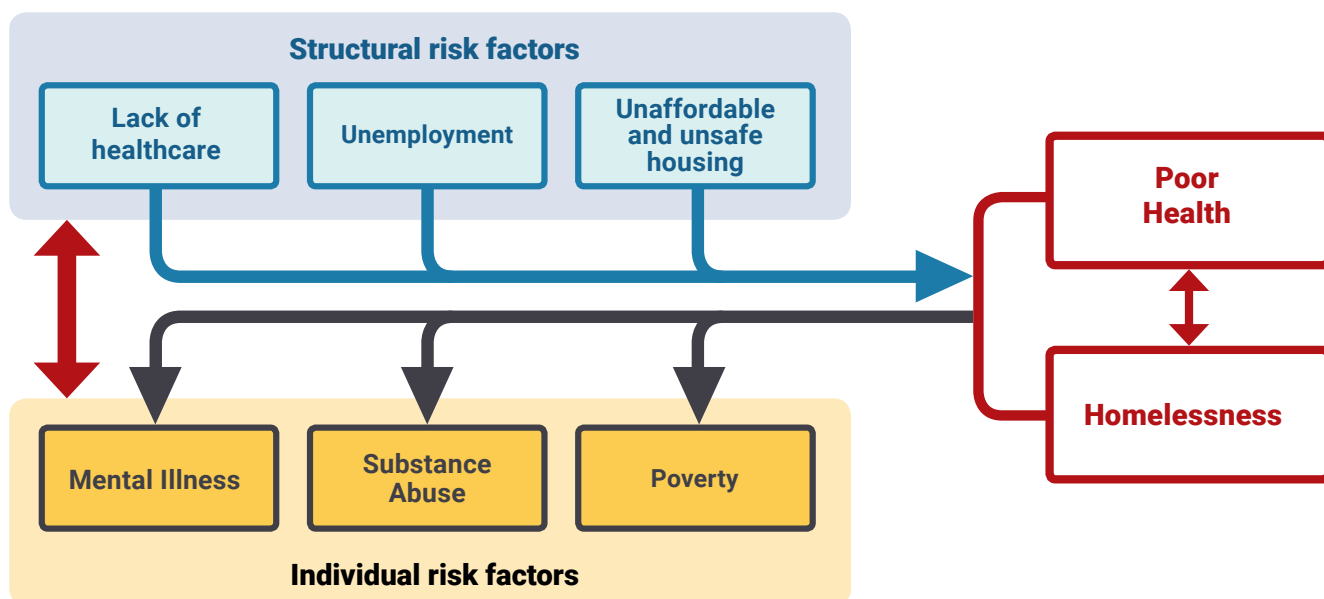 Structural risk factors
Lack of
healthcare
Unemployment
Unaffordable
and unsafe
housing
Poor
Health
Homelessness
Mental Illness
Substance
Abuse
Poverty
Individual risk factors